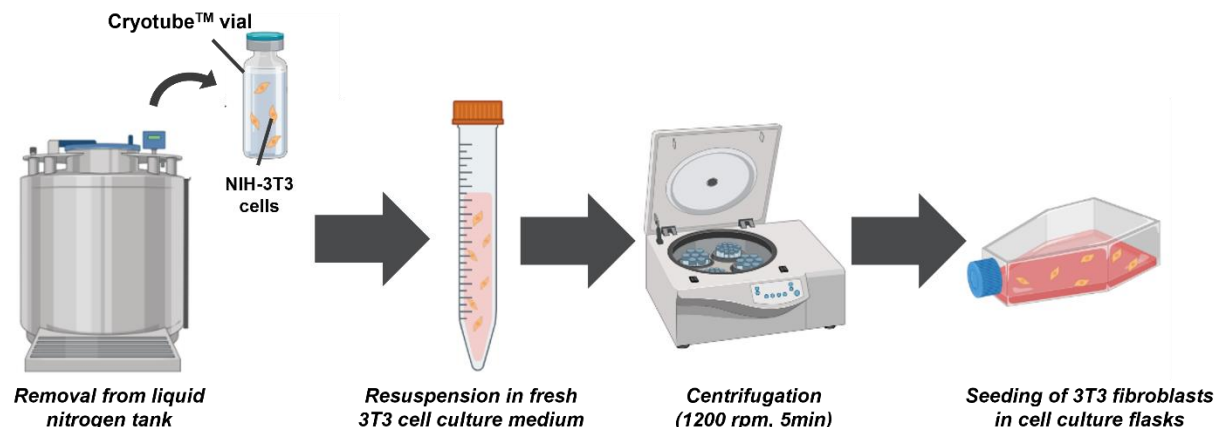 Cryotube™ vial
NIH-3T3
cells
Removal from liquid
nitrogen tank
Resuspension in fresh
3T3 cell culture medium
Centrifugation
(1200 rpm, 5min)
Seeding of 3T3 fibroblasts
in cell culture flasks